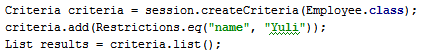 Criteria criteria = session.createCriteria(Employee.class);
criteria.add(Restrictions.eq("name", "Yuli"));
List results = criteria.list();